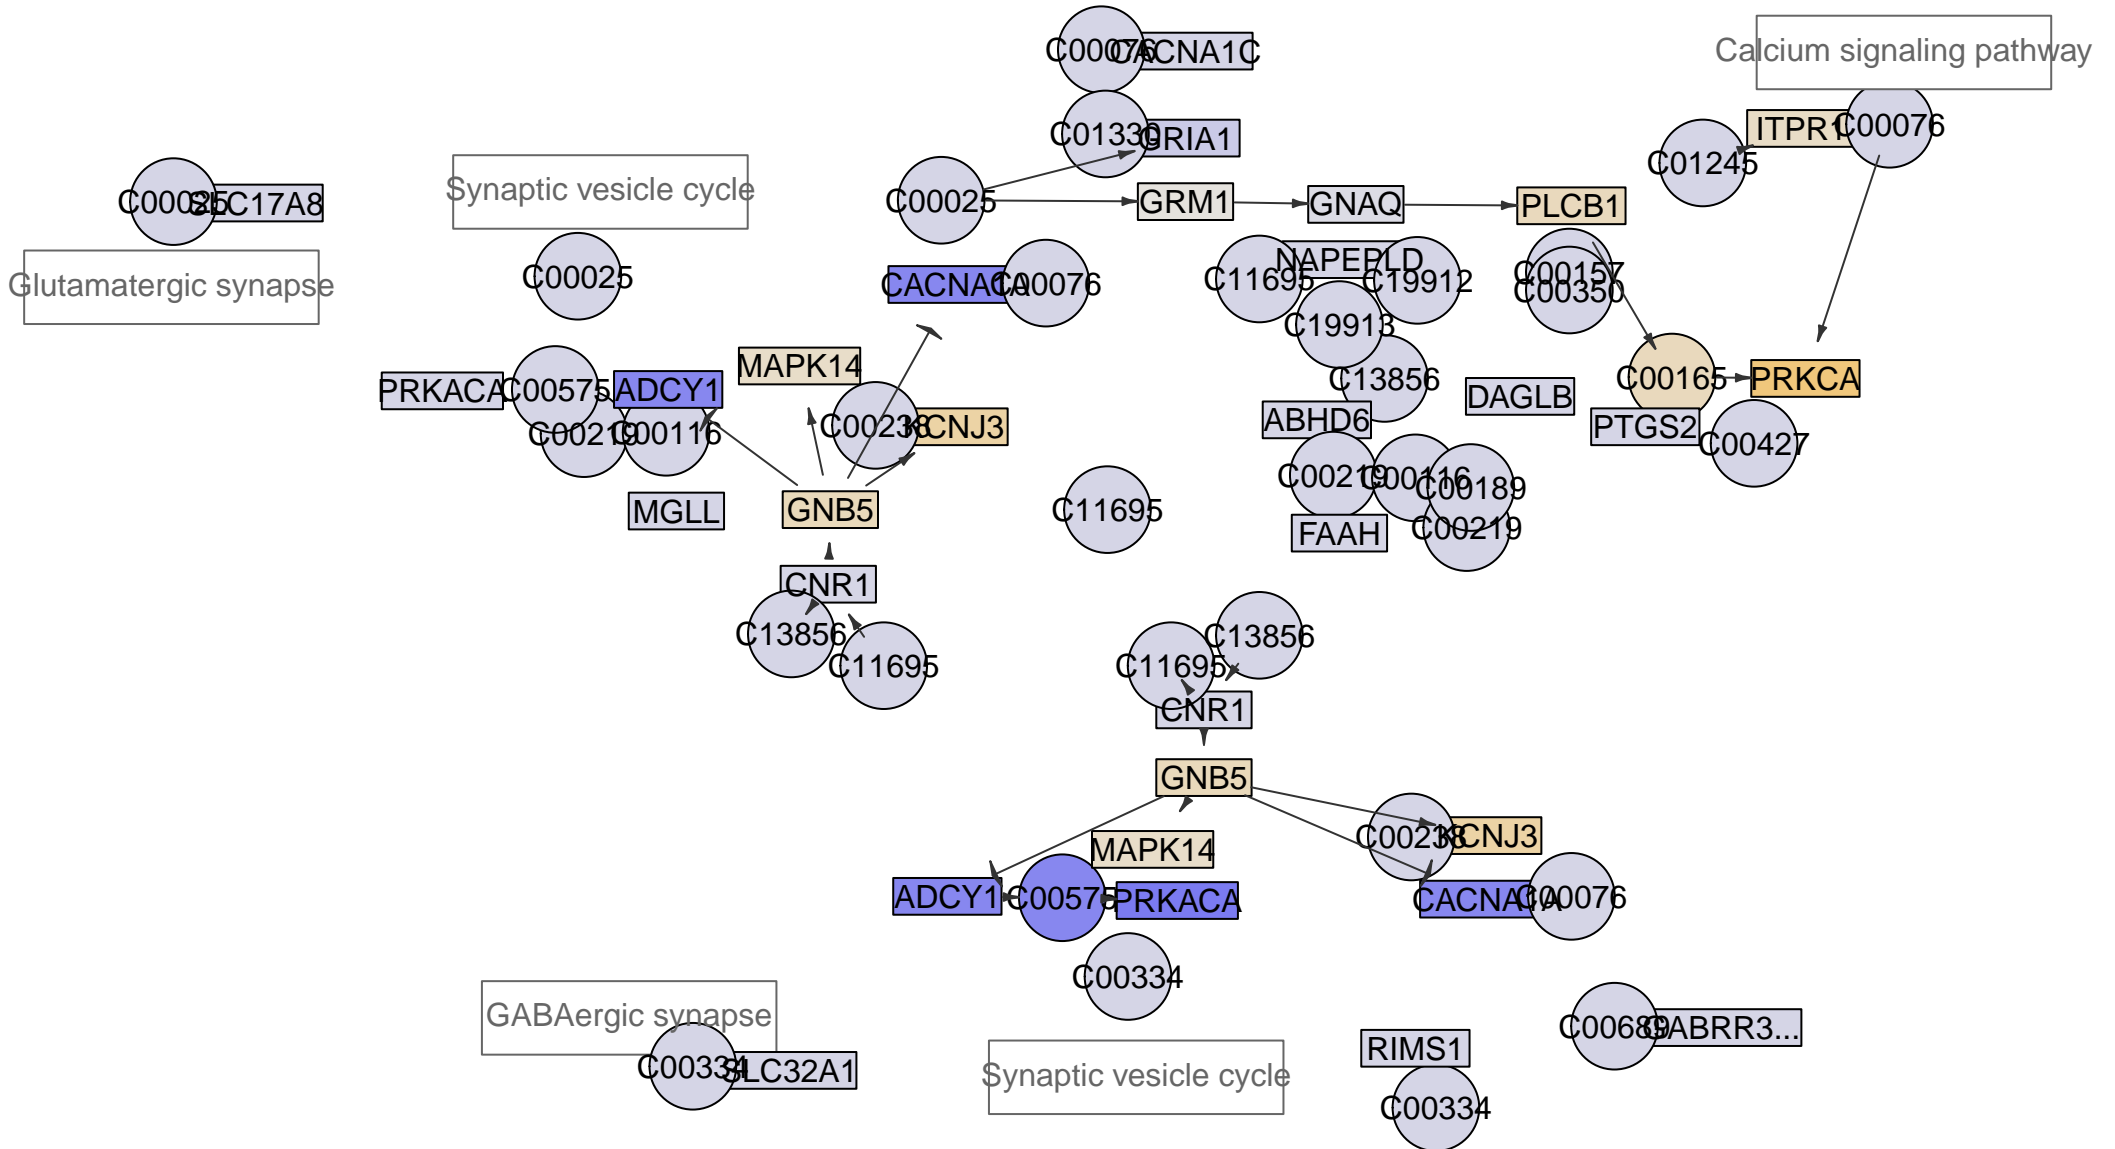 C00076
CACNA1C
Calcium signaling pathway
C01330
GRIA1
ITPR1
C00076
C01245
Synaptic vesicle cycle
C00025
SLC17A8
C00025
GRM1
GNAQ
PLCB1
Glutamatergic synapse
C00025
CACNA1A
C00076
C11695
NAPEPLD
C19912
C00157
C00350
C19913
MAPK14
C13856
C00165
PRKCA
PRKACA
C00575
ADCY1
DAGLB
C00219
C00116
C00238
KCNJ3
ABHD6
PTGS2
C00427
C00219
C00116
C00189
MGLL
GNB5
C11695
FAAH
C00219
CNR1
C13856
C11695
C13856
C11695
CNR1
GNB5
MAPK14
C00238
KCNJ3
ADCY1
C00575
PRKACA
CACNA1A
C00076
C00334
GABAergic synapse
C00334
SLC32A1
Synaptic vesicle cycle
RIMS1
C00334
C00689
GABRR3...